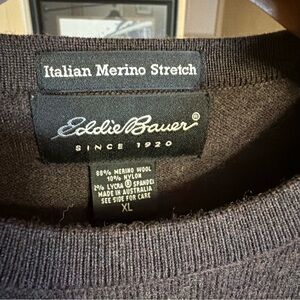 Italian Merino Stretch
Eddie Bauer®
SINCE 1920
88% MERINO WOOL
10% NYLON
2% LYCRA® SPANDEX
MADE IN AUSTRALIA
SEE SIDE FOR CARE
XL